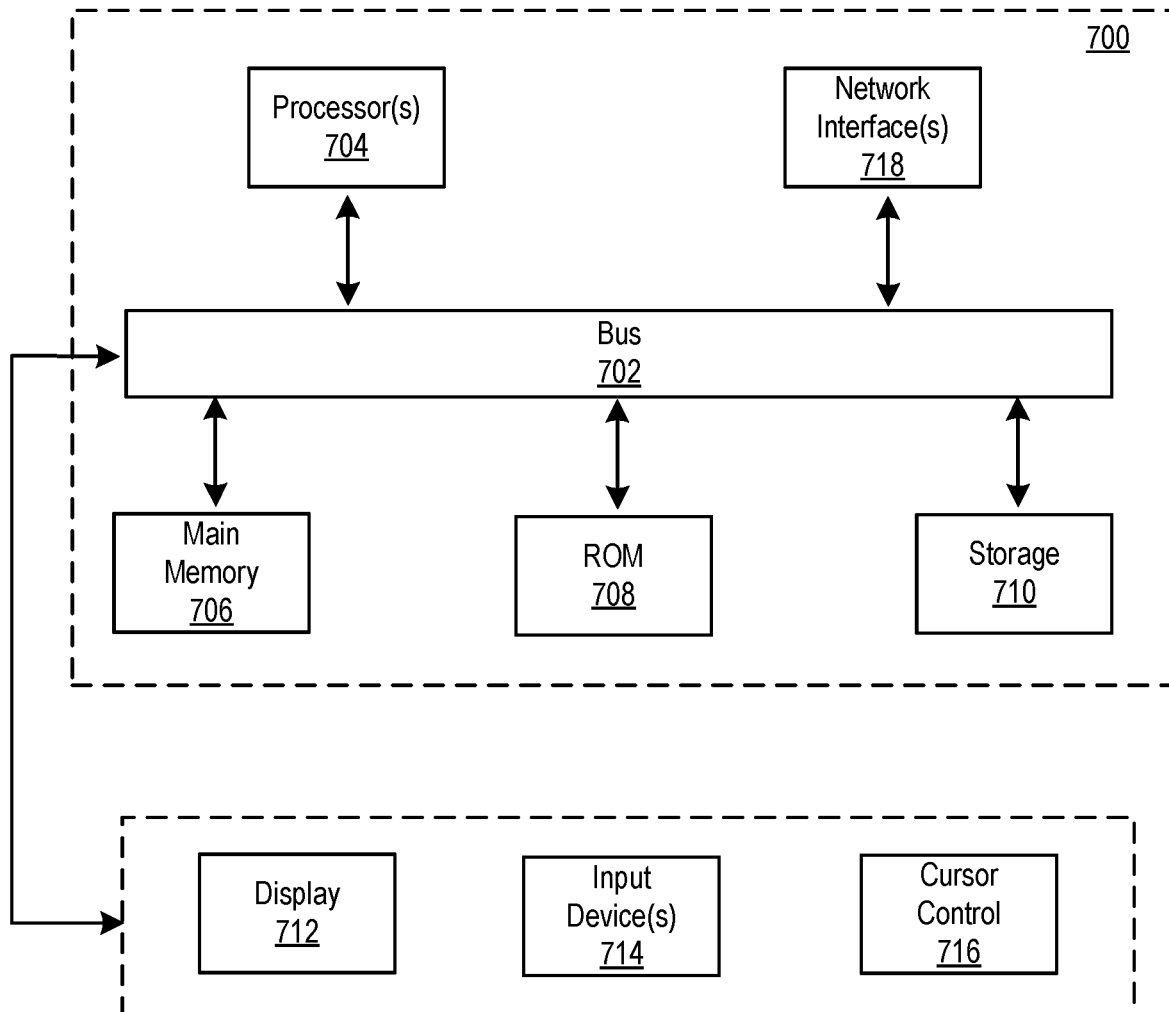 700
Processor(s)
704
Network
Interface(s)
718
Bus
702
Main
Memory
706
ROM
708
Storage
710
Display
712
Input
Device(s)
714
Cursor
Control
716